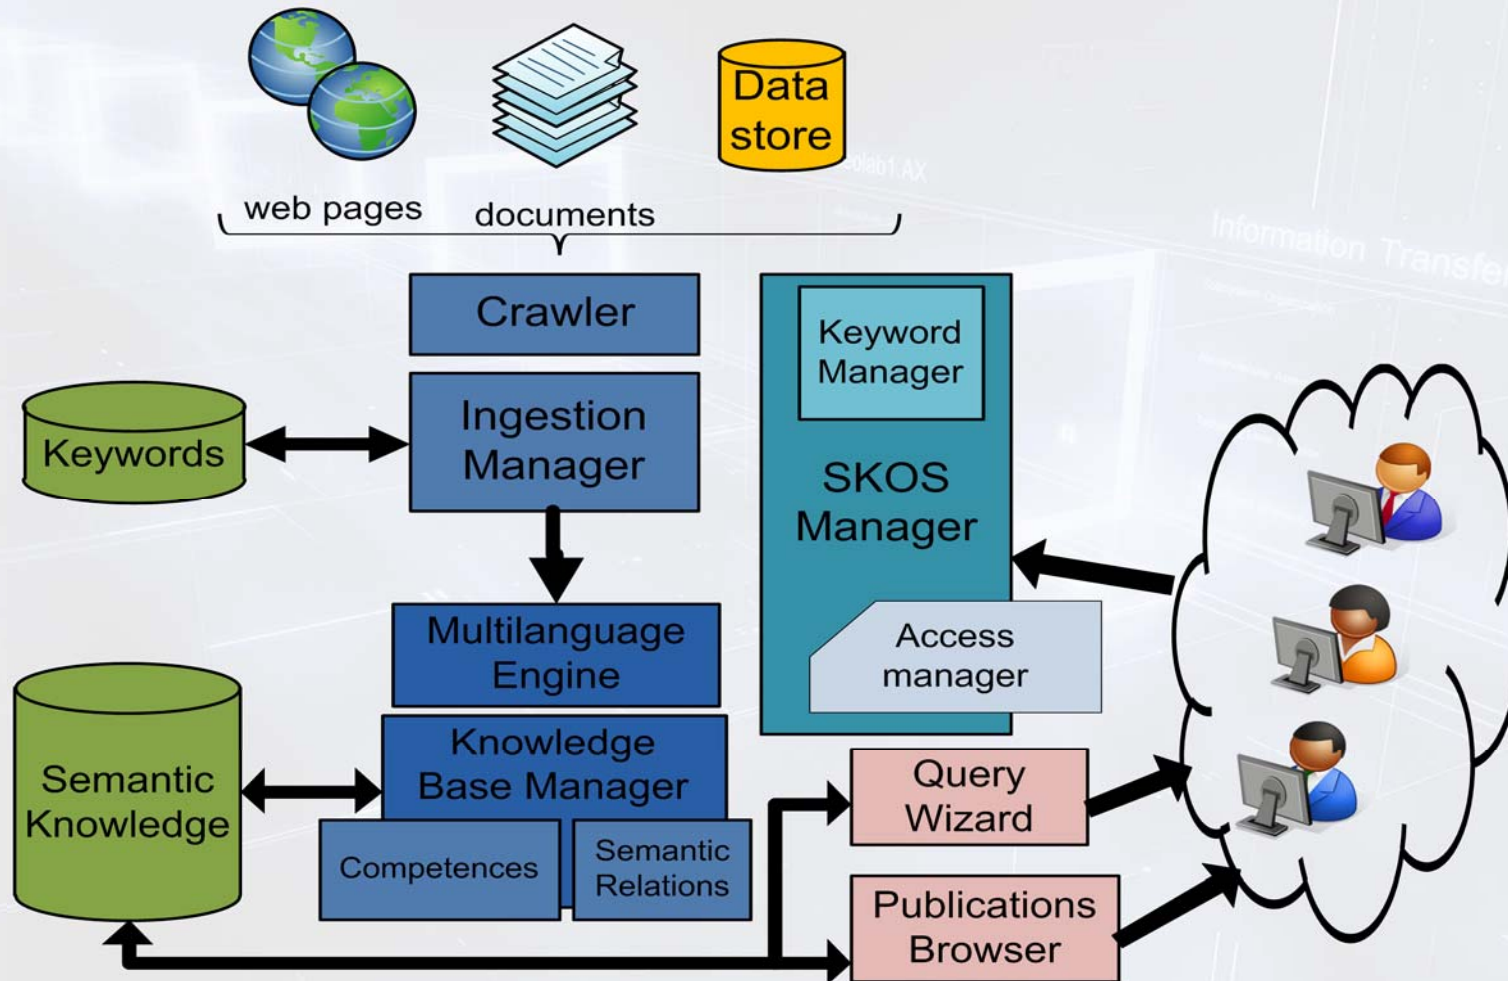 Data
store
web pages
documents
Crawler
Keyword
Manager
Ingestion
Manager
Keywords
SKOS
Manager
Multilanguage
Engine
Access
manager
Knowledge
Base Manager
Semantic
Knowledge
Competences
Semantic
Relations
Query
Wizard
Publications
Browser
Information Transfe